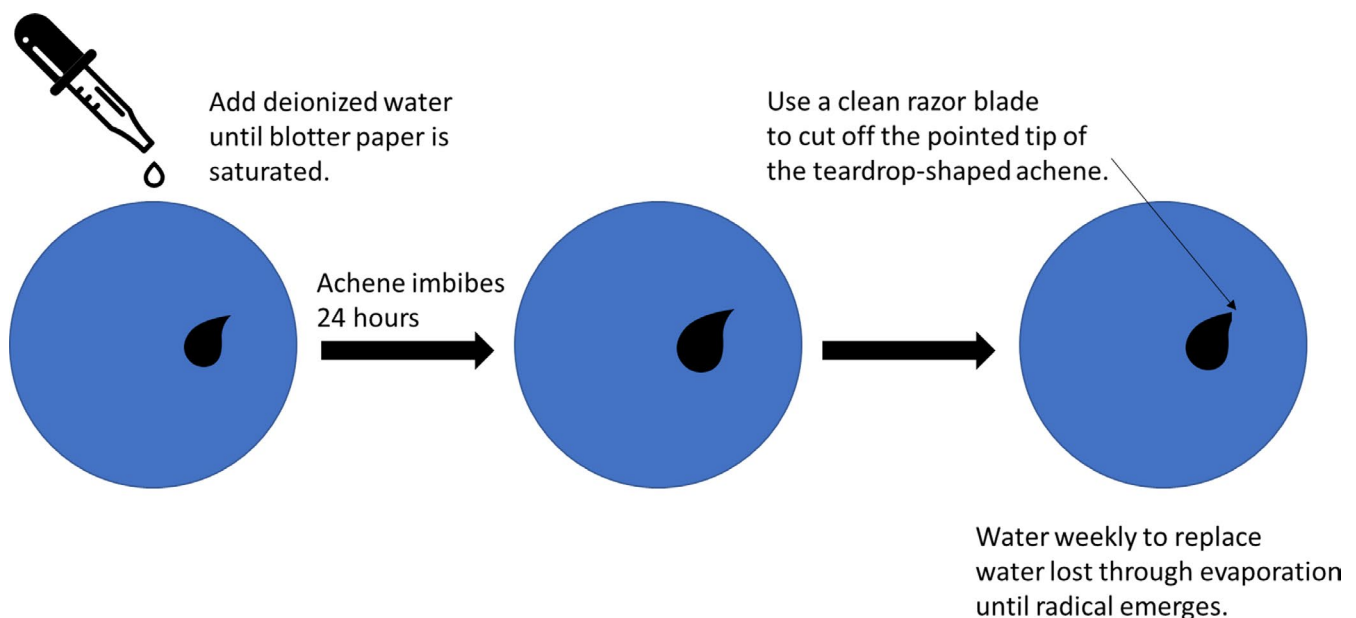 Add deionized water
until blotter paper is
saturated.
Use a clean razor blade
to cut off the pointed tip of
the teardrop-shaped achene.
Achene imbibes
24 hours
Water weekly to replace
water lost through evaporation
until radical emerges.